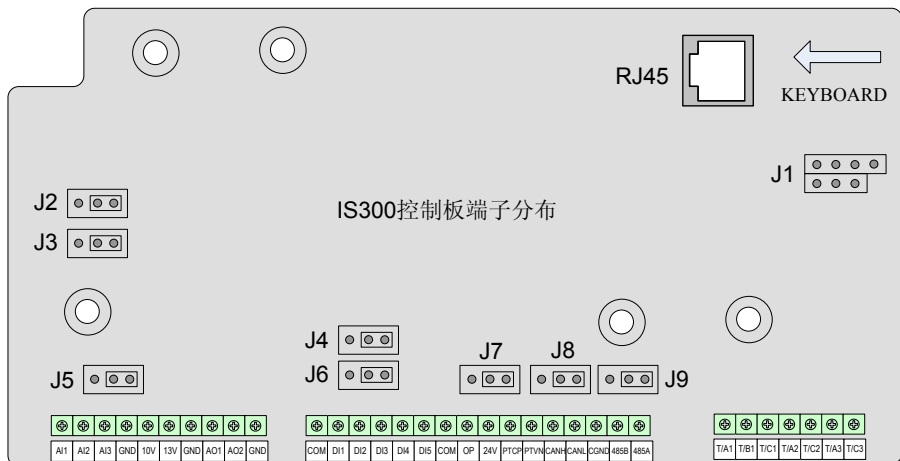 RJ45
KEYBOARD
J1
J2
IS300控制板端子分布
J3
J4
J7
J8
J5
J6
J9
AI1 AI2 AI3 GND 10V 13V GND AO1 AO2 GND
COM DI1 DI2 DI3 DI4 DI5 COM OP 24V PTCP PTVN CANH CANL CGND 485B 485A
T/A1 T/B1 T/C1 T/A2 T/C2 T/A3 T/C3